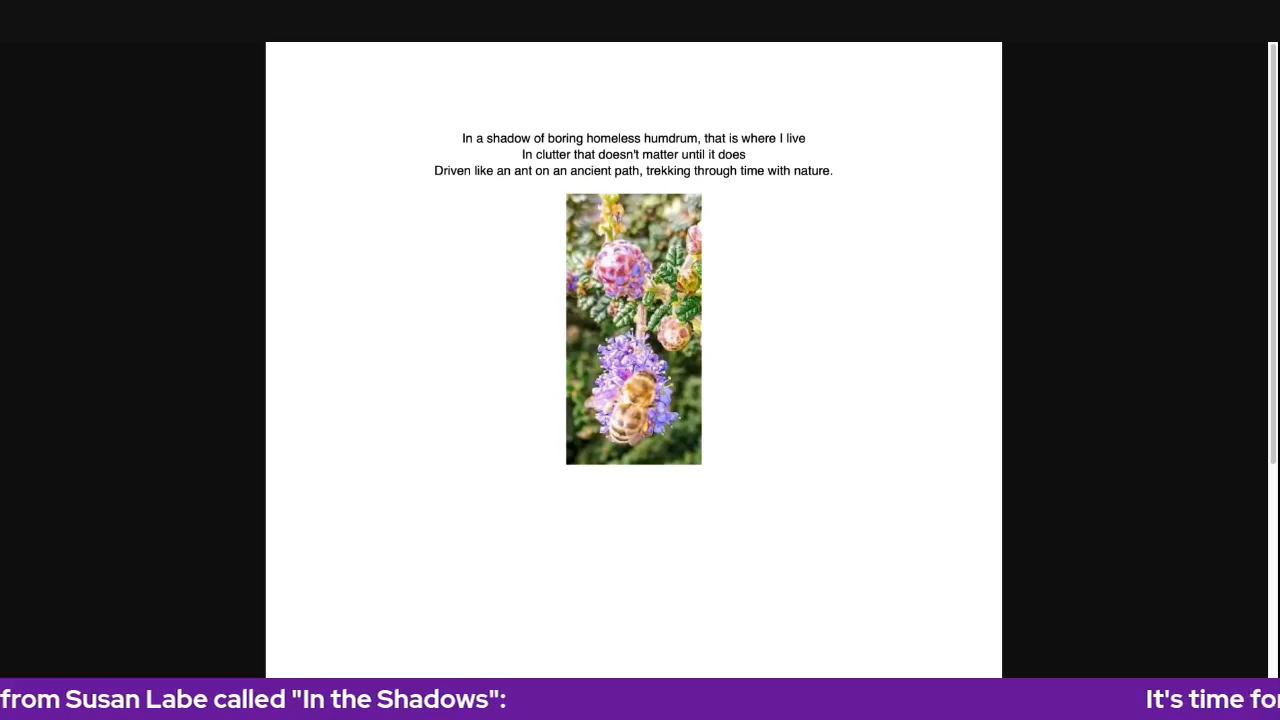 In a shadow of boring homeless humdrum, that is where I live
In clutter that doesn't matter until it does
Driven like an ant on an ancient path, trekking through time with nature.
from Susan Labe called "In the Shadows": It's time for